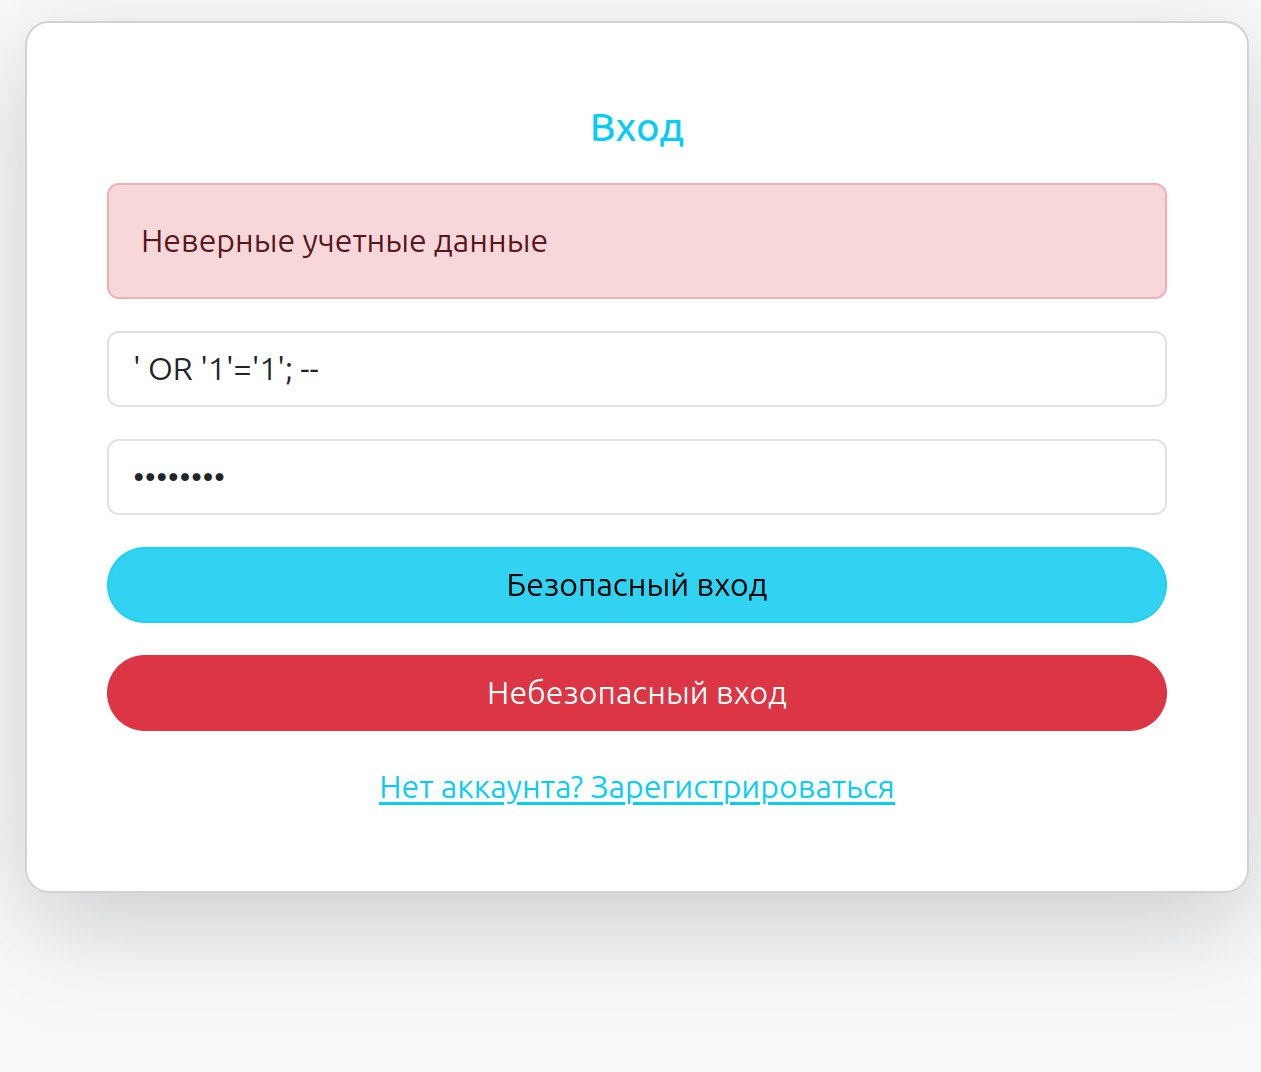 Вход
Неверные учетные данные
' OR '1'='1'; --
••••••••
Безопасный вход
Небезопасный вход
Нет аккаунта? Зарегистрироваться